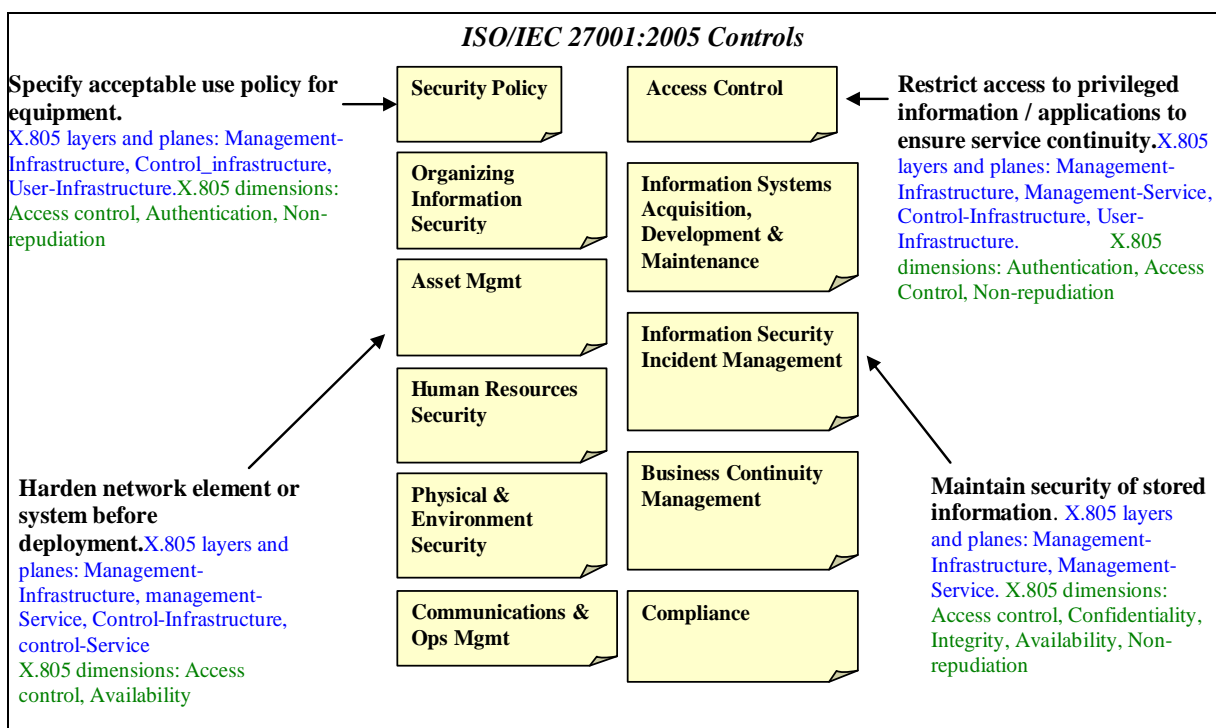 ISO/IEC 27001:2005 Controls
Specify acceptable use policy for
equipment.
X.805 layers and planes: Management-
Infrastructure, Control_infrastructure,
User-Infrastructure.X.805 dimensions:
Access control, Authentication, Non-
repudiation
Security Policy
Organizing
Information
Security
Asset Mgmt
Human Resources
Security
Physical &
Environment
Security
Communications &
Ops Mgmt
Access Control
Information Systems
Acquisition,
Development &
Maintenance
Information Security
Incident Management
Business Continuity
Management
Compliance
Restrict access to privileged
information / applications to
ensure service continuity.X.805
layers and planes: Management-
Infrastructure, Management-Service,
Control-Infrastructure, User-
Infrastructure. X.805
dimensions: Authentication, Access
Control, Non-repudiation
Harden network element or
system before
deployment.X.805 layers and
planes: Management-
Infrastructure, management-
Service, Control-Infrastructure,
control-Service
X.805 dimensions: Access
control, Availability
Maintain security of stored
information. X.805 layers
and planes: Management-
Infrastructure, Management-
Service. X.805 dimensions:
Access control, Confidentiality,
Integrity, Availability, Non-
repudiation